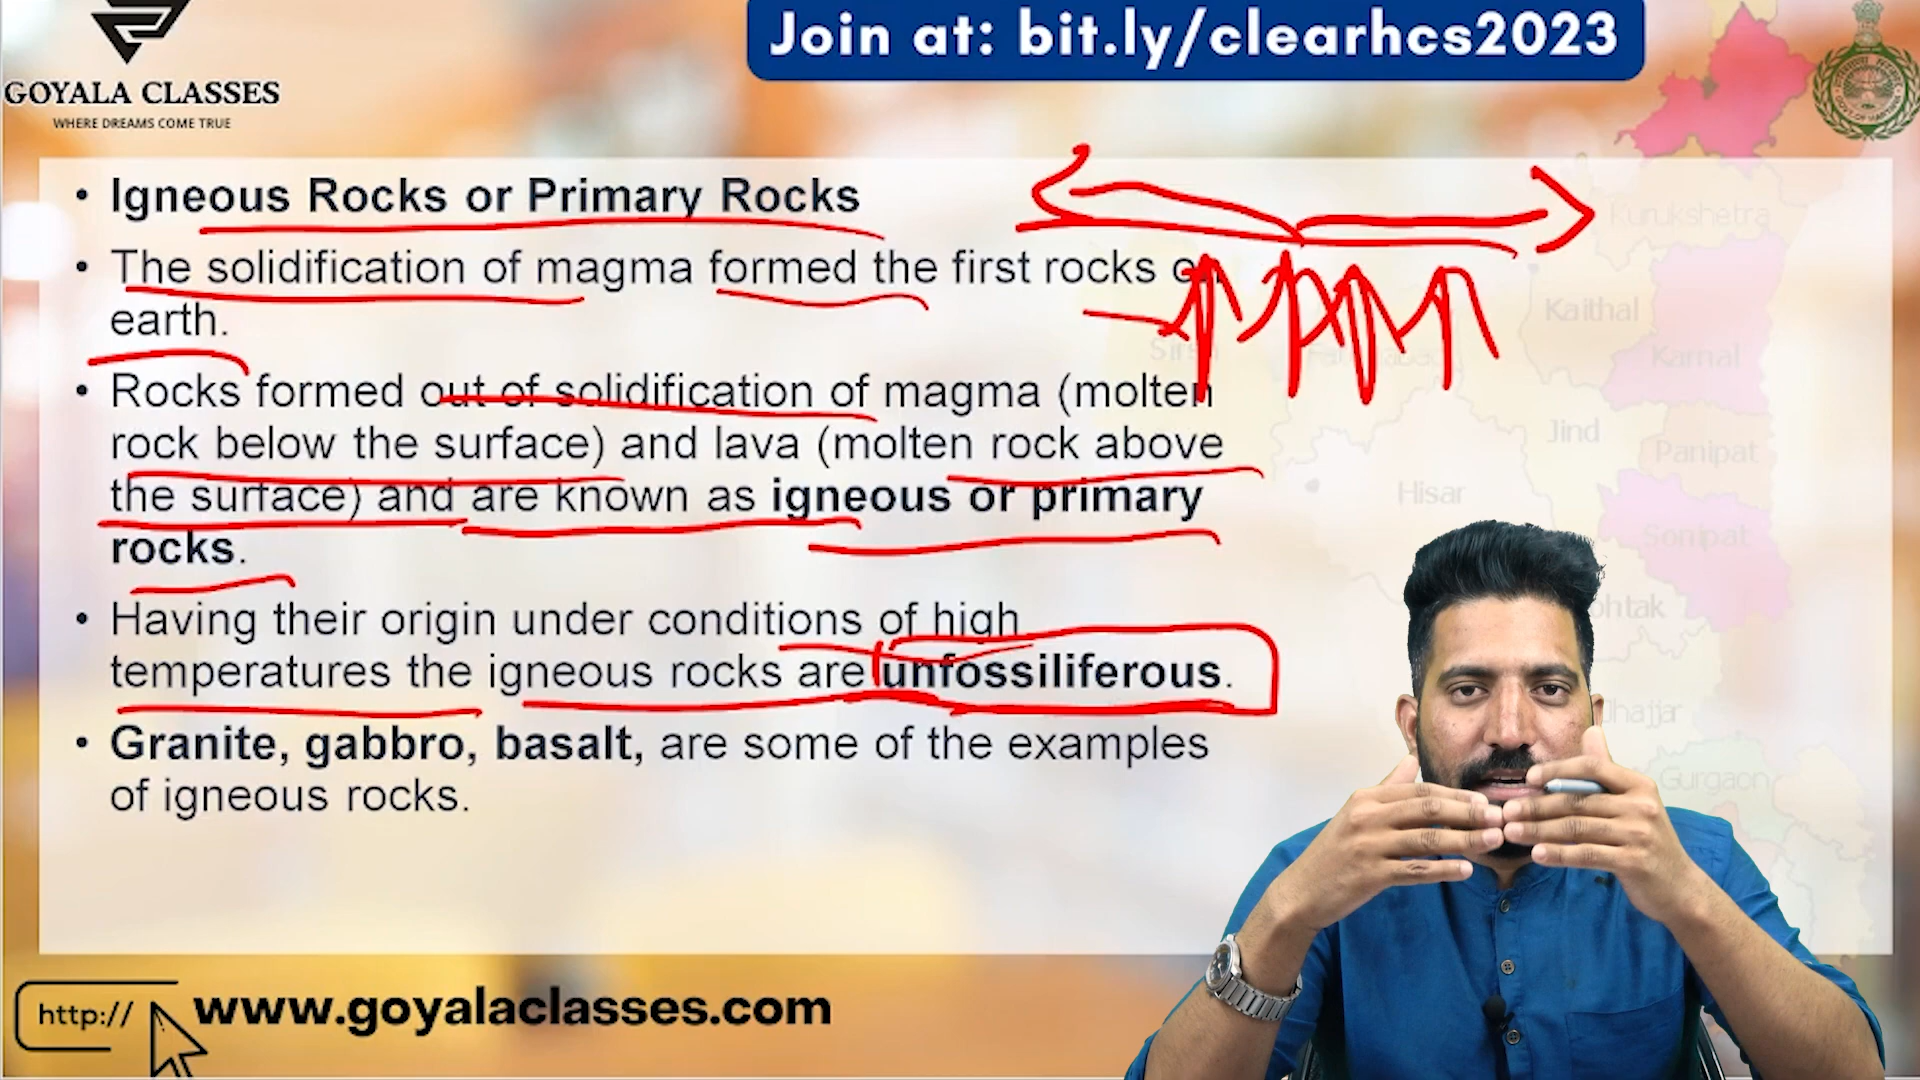 Join at: bit.ly/clearhcs2023
GOYALA CLASSES
WHERE DREAMS COME TRUE
• Igneous Rocks or Primary Rocks
• The solidification of magma formed the first rocks on
earth.
• Rocks formed out of solidification of magma (molten
rock below the surface) and lava (molten rock above
the surface) and are known as igneous or primary
rocks.
• Having their origin under conditions of high
temperatures the igneous rocks are unfossiliferous.
• Granite, gabbro, basalt, are some of the examples
of igneous rocks.
Kurukshetra
Kaithal
Karnal
Jind
Panipat
Hisar
Sonipat
Gurgaon
http://
www.goyalaclasses.com